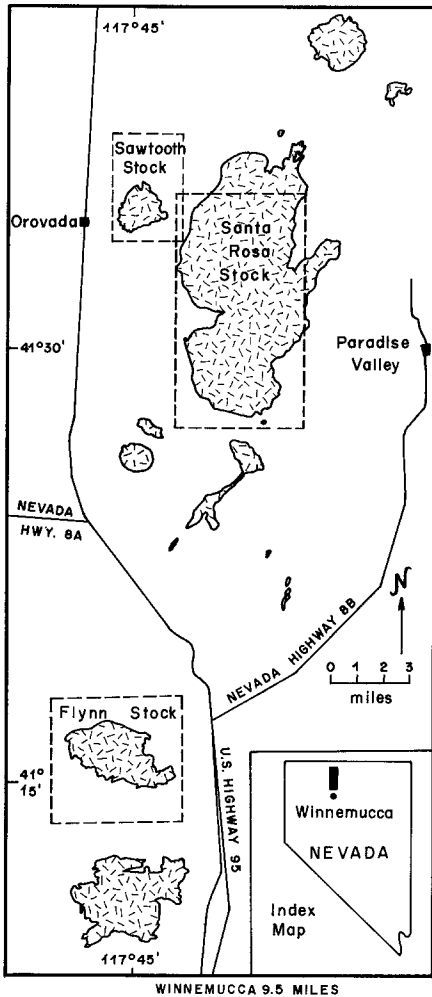 117°45'
Sawtooth
Stock
Orovada
Santa
Rosa
Stock
41°30'
Paradise
Valley
NEVADA
HWY. 8A
N
NEVADA HIGHWAY 8B
0 1 2 3
miles
Flynn Stock
41°
15'
U.S. HIGHWAY 95
Winnemucca
NEVADA
Index
Map
117°45'
WINNEMUCCA 9.5 MILES